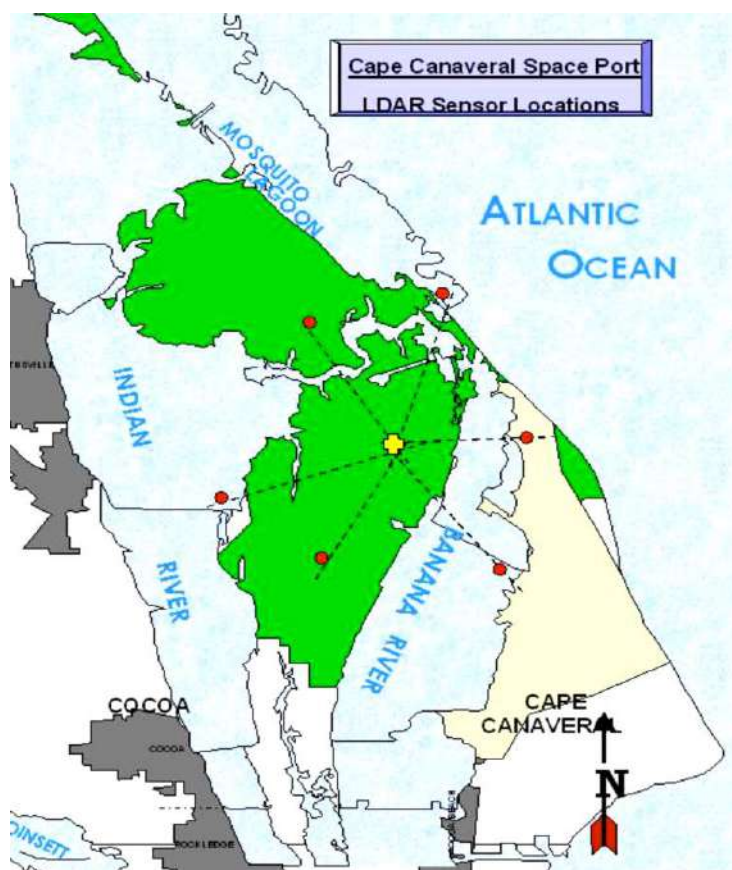 Cape Canaveral Space Port
LDAR Sensor Locations
MOSQUITO
LAGOON
ATLANTIC
OCEAN
INDIAN
RIVER
BANANA RIVER
COCOA
COCOA
CAPE
CANAVERAL
N
ROCKLEDGE